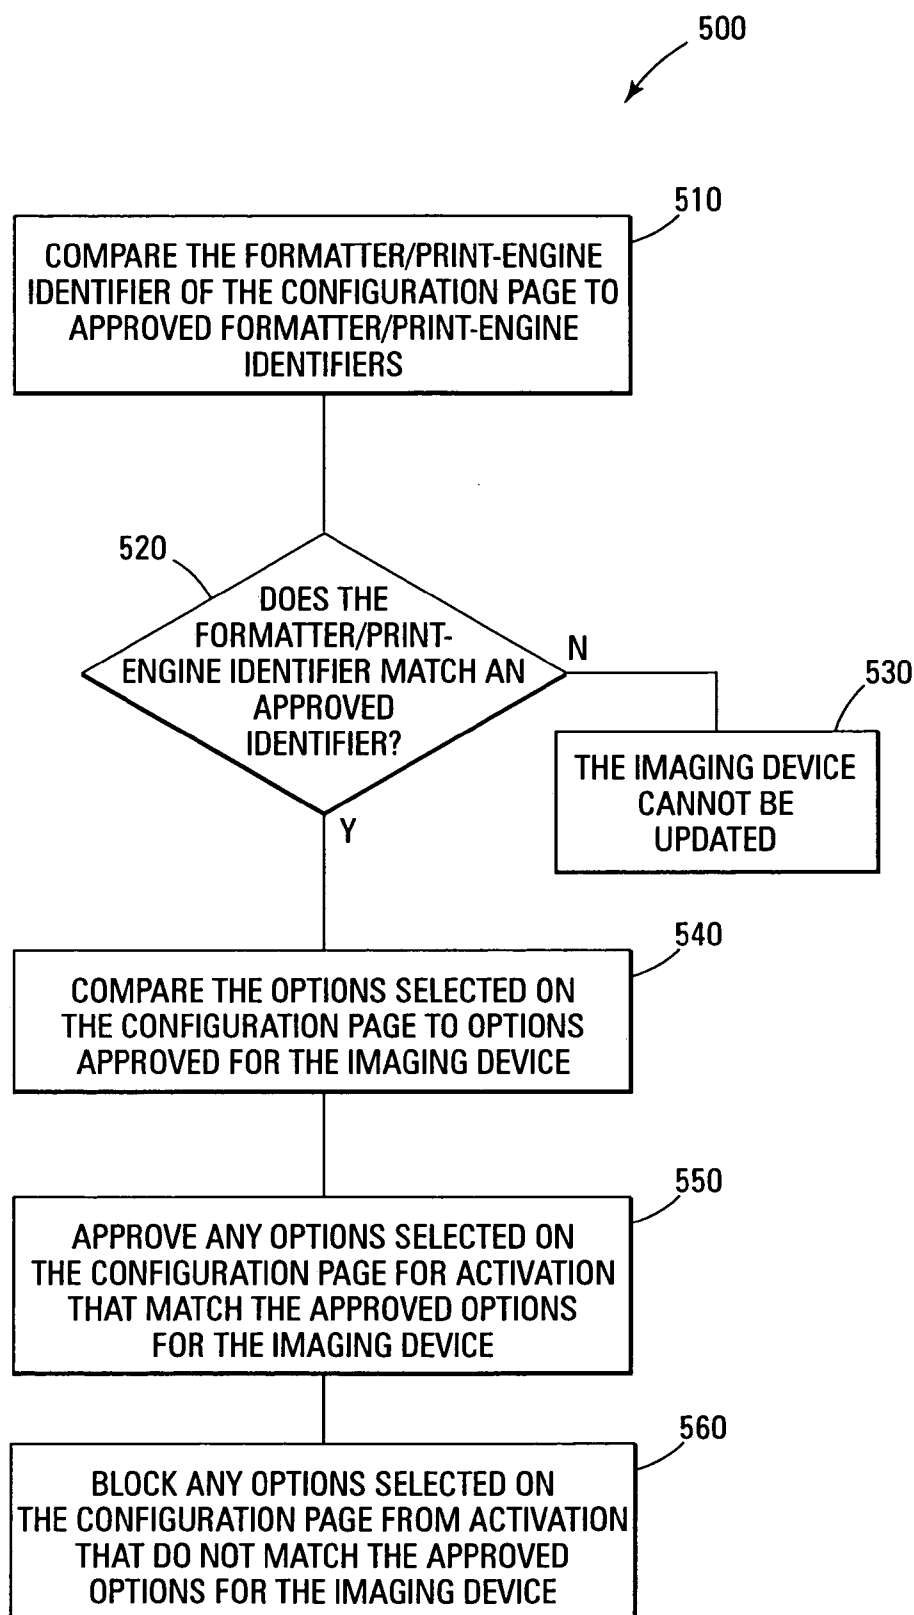 500
510
COMPARE THE FORMATTER/PRINT-ENGINE
IDENTIFIER OF THE CONFIGURATION PAGE TO
APPROVED FORMATTER/PRINT-ENGINE
IDENTIFIERS
520
DOES THE
FORMATTER/PRINT-
ENGINE IDENTIFIER MATCH AN
APPROVED
IDENTIFIER?
N
530
THE IMAGING DEVICE
CANNOT BE
UPDATED
Y
540
COMPARE THE OPTIONS SELECTED ON
THE CONFIGURATION PAGE TO OPTIONS
APPROVED FOR THE IMAGING DEVICE
550
APPROVE ANY OPTIONS SELECTED ON
THE CONFIGURATION PAGE FOR ACTIVATION
THAT MATCH THE APPROVED OPTIONS
FOR THE IMAGING DEVICE
560
BLOCK ANY OPTIONS SELECTED ON
THE CONFIGURATION PAGE FROM ACTIVATION
THAT DO NOT MATCH THE APPROVED
OPTIONS FOR THE IMAGING DEVICE